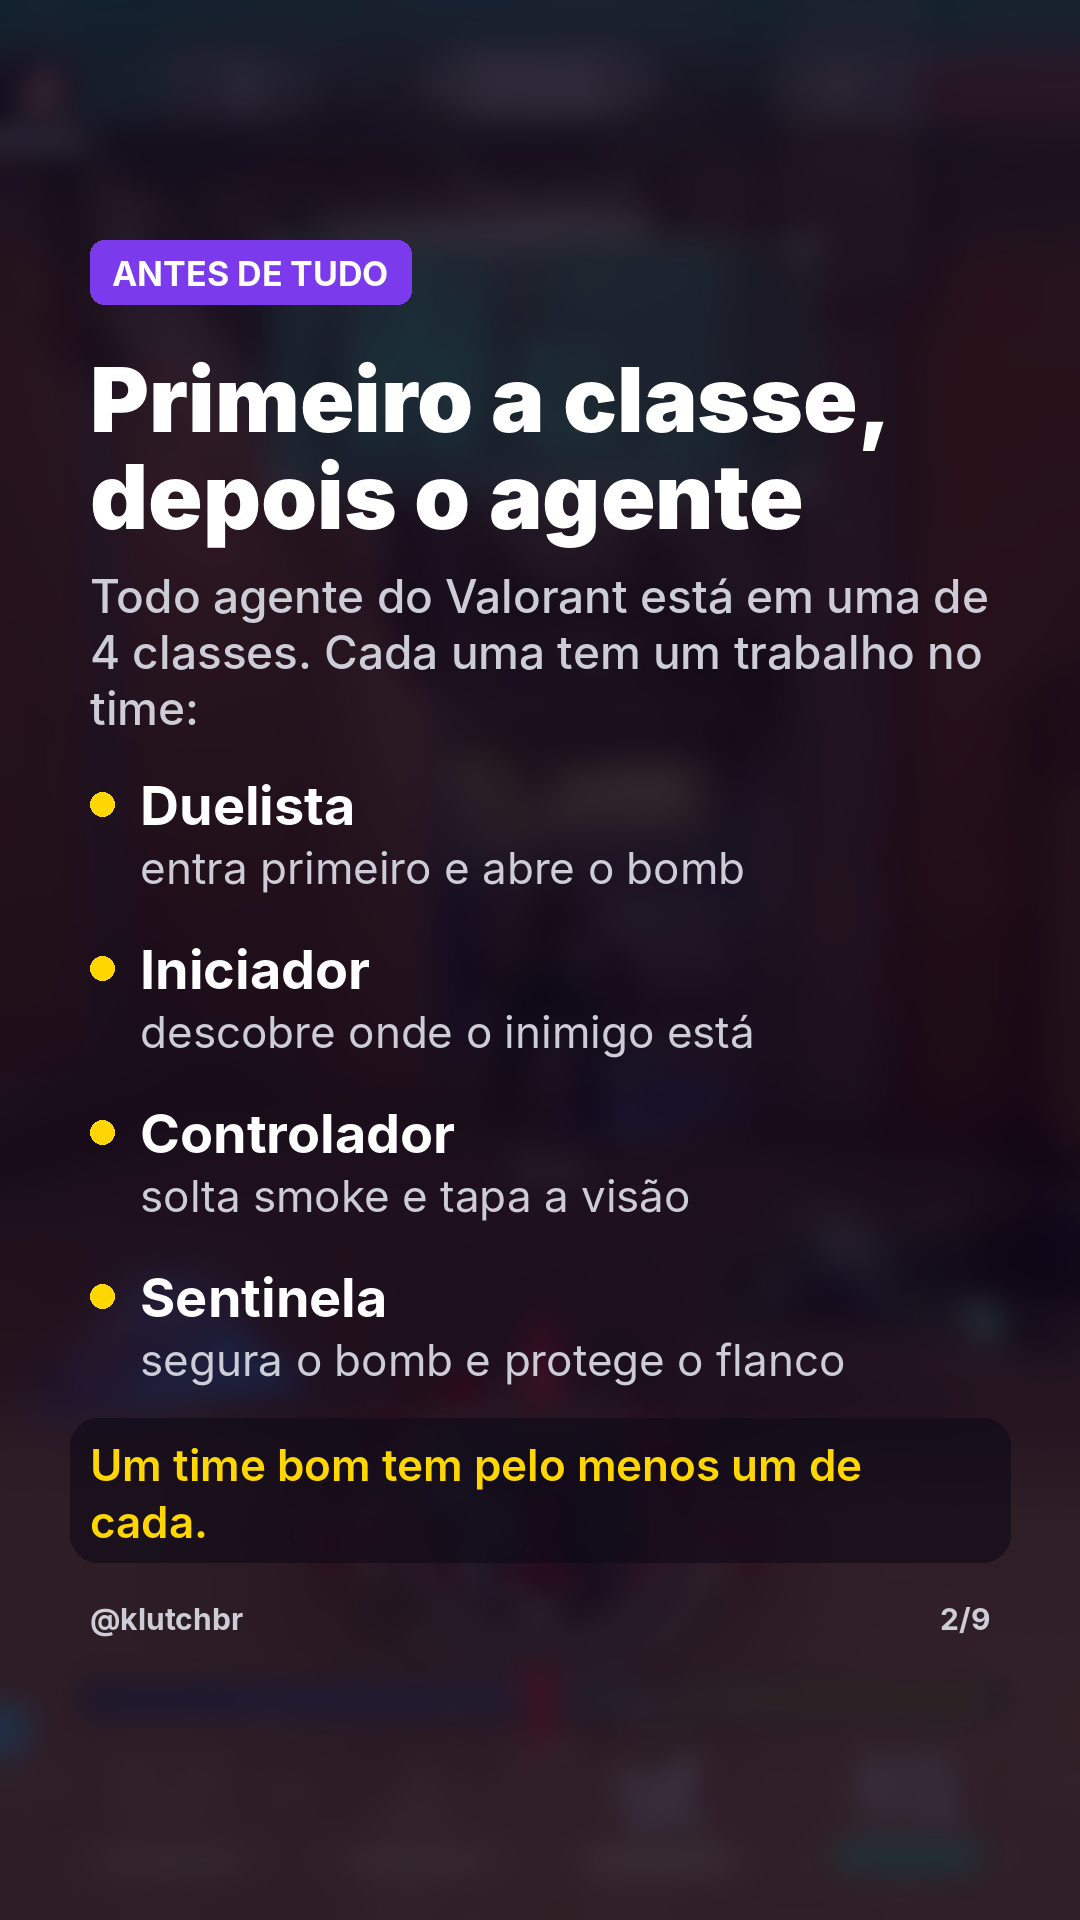 ANTES DE TUDO
Primeiro a classe,
depois o agente
Todo agente do Valorant está em uma de
4 classes. Cada uma tem um trabalho no
time:
Duelista
entra primeiro e abre o bomb
Iniciador
descobre onde o inimigo está
Controlador
solta smoke e tapa a visão
Sentinela
segura o bomb e protege o flanco
Um time bom tem pelo menos um de
cada.
@klutchbr
2/9